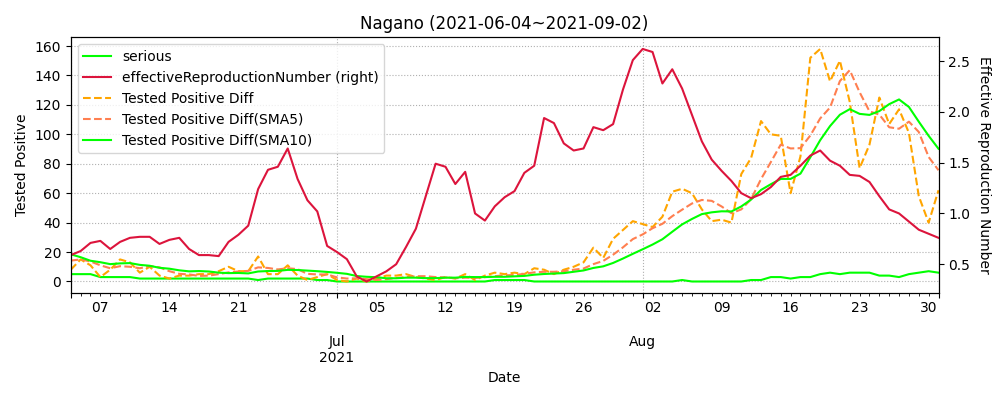 Nagano (2021-06-04~2021-09-02)
serious
effectiveReproductionNumber (right)
Tested Positive Diff
Tested Positive Diff(SMA5)
Tested Positive Diff(SMA10)
Tested Positive
160
140
120
100
80
60
40
20
0
Effective Reproduction Number
2.5
2.0
1.5
1.0
0.5
07 14 21 28 05 12 19 26 02 09 16 23 30
Jul Aug
2021
Date